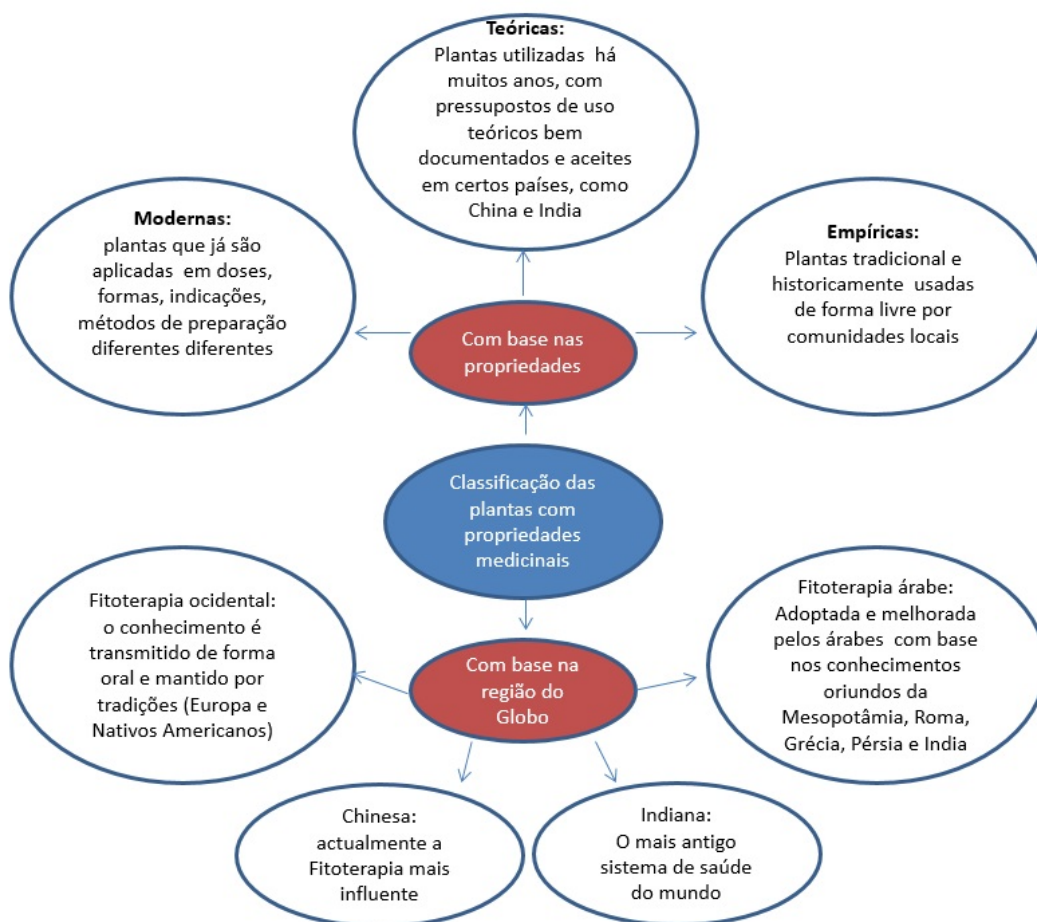 Teóricas:
Plantas utilizadas há
muitos anos, com
pressupostos de uso
teóricos bem
documentados e aceites
em certos países, como
China e India
Modernas:
plantas que já são
aplicadas em doses,
formas, indicações,
métodos de preparação
diferentes diferentes
Empíricas:
Plantas tradicional e
historicamente usadas
de forma livre por
comunidades locais
Com base nas
propriedades
Classificação das
plantas com
propriedades
medicinais
Fitoterapia ocidental:
o conhecimento é
transmitido de forma
oral e mantido por
tradições (Europa e
Nativos Americanos)
Com base na
região do
Globo
Fitoterapia árabe:
Adoptada e melhorada
pelos árabes com base
nos conhecimentos
oriundos da
Mesopotâmia, Roma,
Grécia, Pérsia e India
Chinesa:
actualmente a
Fitoterapia mais
influente
Indiana:
O mais antigo
sistema de saúde
do mundo